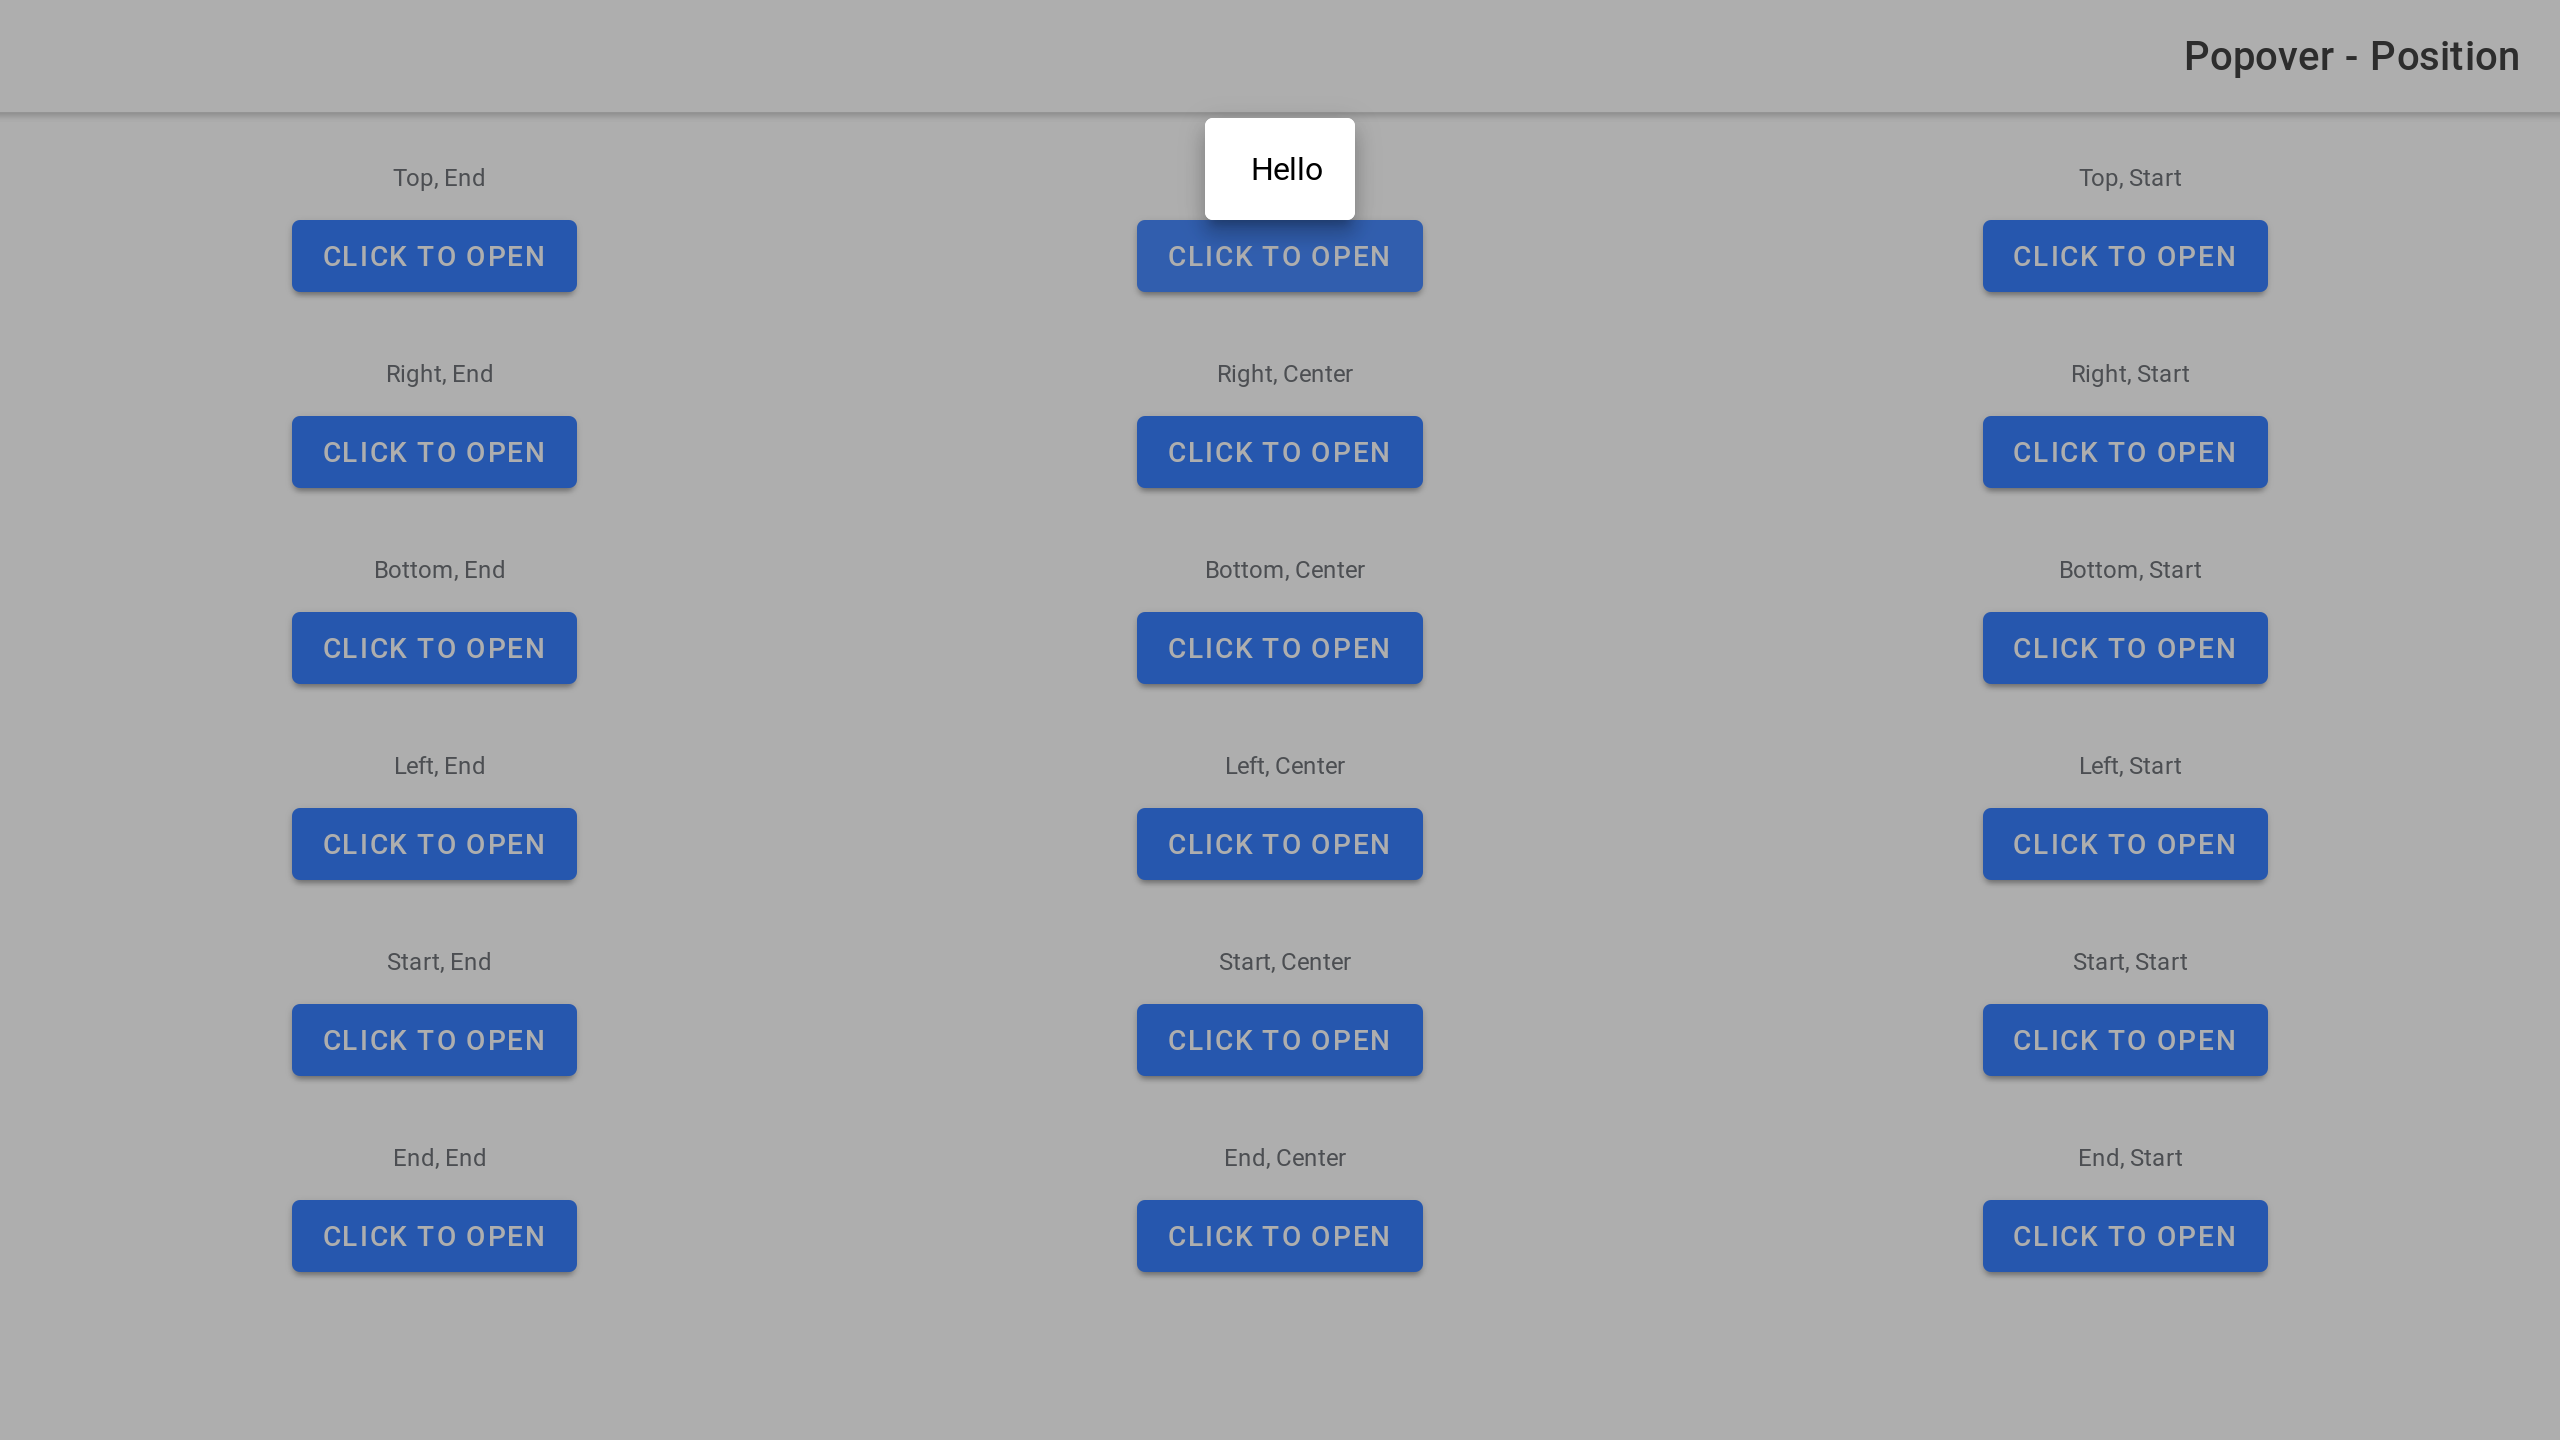 Popover - Position
Hello
Top, End
Top, Start
CLICK TO OPEN
CLICK TO OPEN
CLICK TO OPEN
Right, End
Right, Center
Right, Start
CLICK TO OPEN
CLICK TO OPEN
CLICK TO OPEN
Bottom, End
Bottom, Center
Bottom, Start
CLICK TO OPEN
CLICK TO OPEN
CLICK TO OPEN
Left, End
Left, Center
Left, Start
CLICK TO OPEN
CLICK TO OPEN
CLICK TO OPEN
Start, End
Start, Center
Start, Start
CLICK TO OPEN
CLICK TO OPEN
CLICK TO OPEN
End, End
End, Center
End, Start
CLICK TO OPEN
CLICK TO OPEN
CLICK TO OPEN